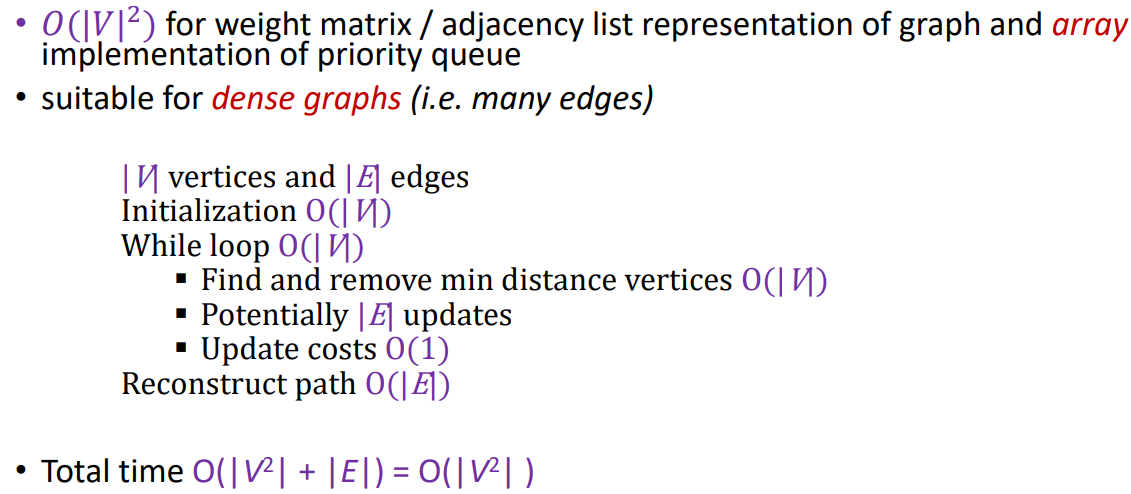 • O(|V|²) for weight matrix / adjacency list representation of graph and array
implementation of priority queue
• suitable for dense graphs (i.e. many edges)
|V| vertices and |E| edges
Initialization O(|V|)
While loop O(|V|)
▪ Find and remove min distance vertices O(|V|)
▪ Potentially |E| updates
▪ Update costs O(1)
Reconstruct path O(|E|)
• Total time O(|V²| + |E|) = O(|V²| )